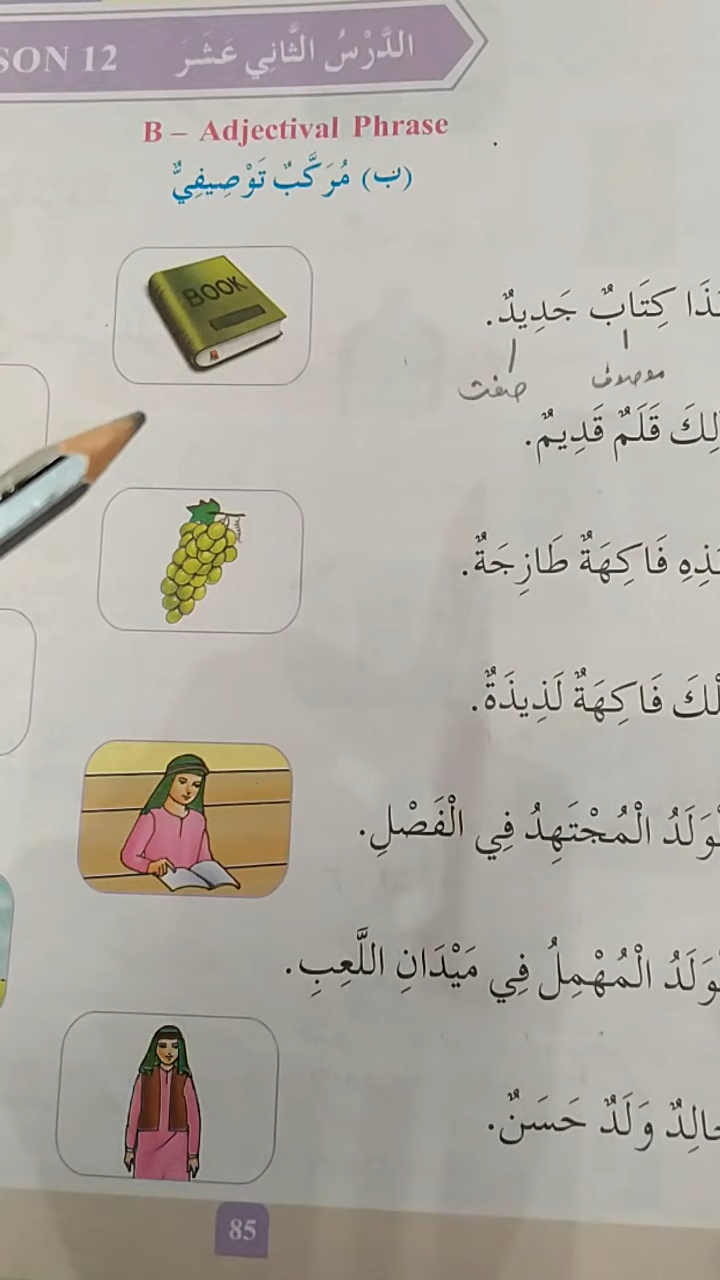 SON 12 الدَّرْسُ الثَّانِي عَشَرَ
B – Adjectival Phrase
(ب) مُرَكَّبٌ تَوْصِيفِيٌّ
BOOK
ذَا كِتَابٌ جَدِيدٌ.
موصوف
صفت
لِكَ قَلَمٌ قَدِيمٌ.
ذِهِ فَاكِهَةٌ طَازِجَةٌ.
لْكَ فَاكِهَةٌ لَذِيذَةٌ.
وَلَدُ الْمُجْتَهِدُ فِي الْفَصْلِ.
وَلَدُ الْمُهْمِلُ فِي مَيْدَانِ اللَّعِبِ.
الِدٌ وَلَدٌ حَسَنٌ.
85